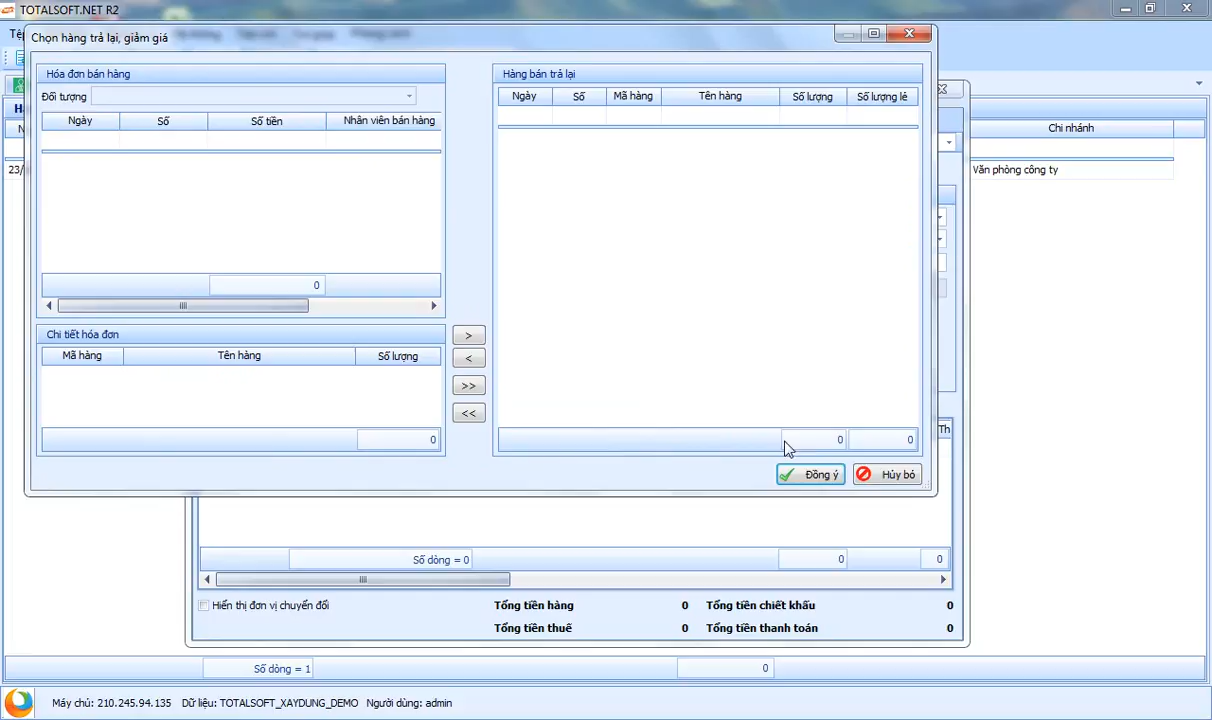 TOTALSOFT.NET R2
Chọn hàng trả lại, giảm giá
Hóa đơn bán hàng
Đối tượng
Ngày Số Số tiền Nhân viên bán hàng
0
Chi tiết hóa đơn
Mã hàng Tên hàng Số lượng
0
>
<
>>
<<
Hàng bán trả lại
Ngày Số Mã hàng Tên hàng Số lượng Số lượng lẻ
0 0
Đồng ý Hủy bỏ
Chi nhánh
23/ Văn phòng công ty
Th
Số dòng = 0 0 0
Hiển thị đơn vị chuyển đổi
Tổng tiền hàng 0 Tổng tiền chiết khấu 0
Tổng tiền thuế 0 Tổng tiền thanh toán 0
Số dòng = 1 0
Máy chủ: 210.245.94.135 Dữ liệu: TOTALSOFT_XAYDUNG_DEMO Người dùng: admin